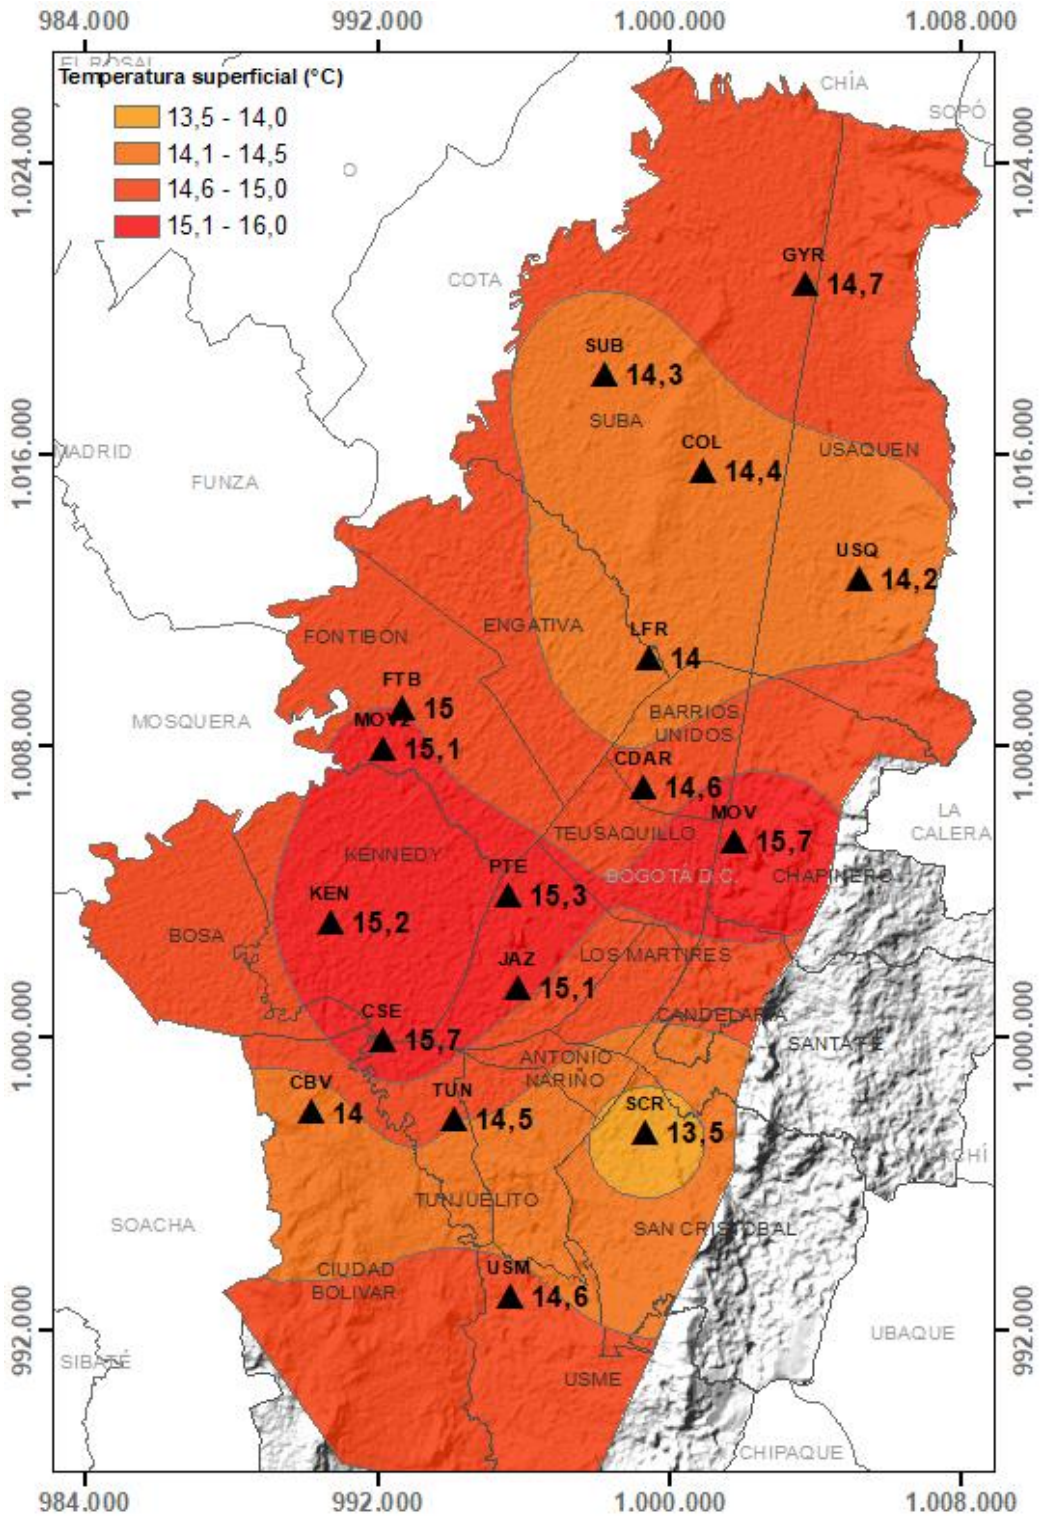 984.000
992.000
1.000.000
1.008.000
EL ROSAL
Temperatura superficial (°C)
13,5 - 14,0
14,1 - 14,5
14,6 - 15,0
15,1 - 16,0
CHÍA
SOPÓ
1.024.000
1.024.000
O
COTA
GYR
14,7
SUB
14,3
SUBA
COL
14,4
USAQUEN
1.016.000
1.016.000
MADRID
FUNZA
USQ
14,2
ENGATIVA
FONTIBON
LFR
14
FTB
15
MOV2
15,1
MOSQUERA
BARRIOS
UNIDOS
1.008.000
1.008.000
CDAR
14,6
MOV
15,7
LA
CALERA
TEUSAQUILLO
KENNEDY
PTE
15,3
BOGOTÁ D.C.
CHAPINERO
KEN
15,2
BOSA
LOS MARTIRES
JAZ
15,1
CSE
15,7
CANDELARIA
SANTA FE
1.000.000
1.000.000
ANTONIO
NARIÑO
CBV
14
TUN
14,5
SCR
13,5
TUNJUELITO
SOACHA
SAN CRISTOBAL
CIUDAD
BOLIVAR
USM
14,6
992.000
992.000
UBAQUE
SIBATÉ
USME
CHIPAQUE
984.000
992.000
1.000.000
1.008.000